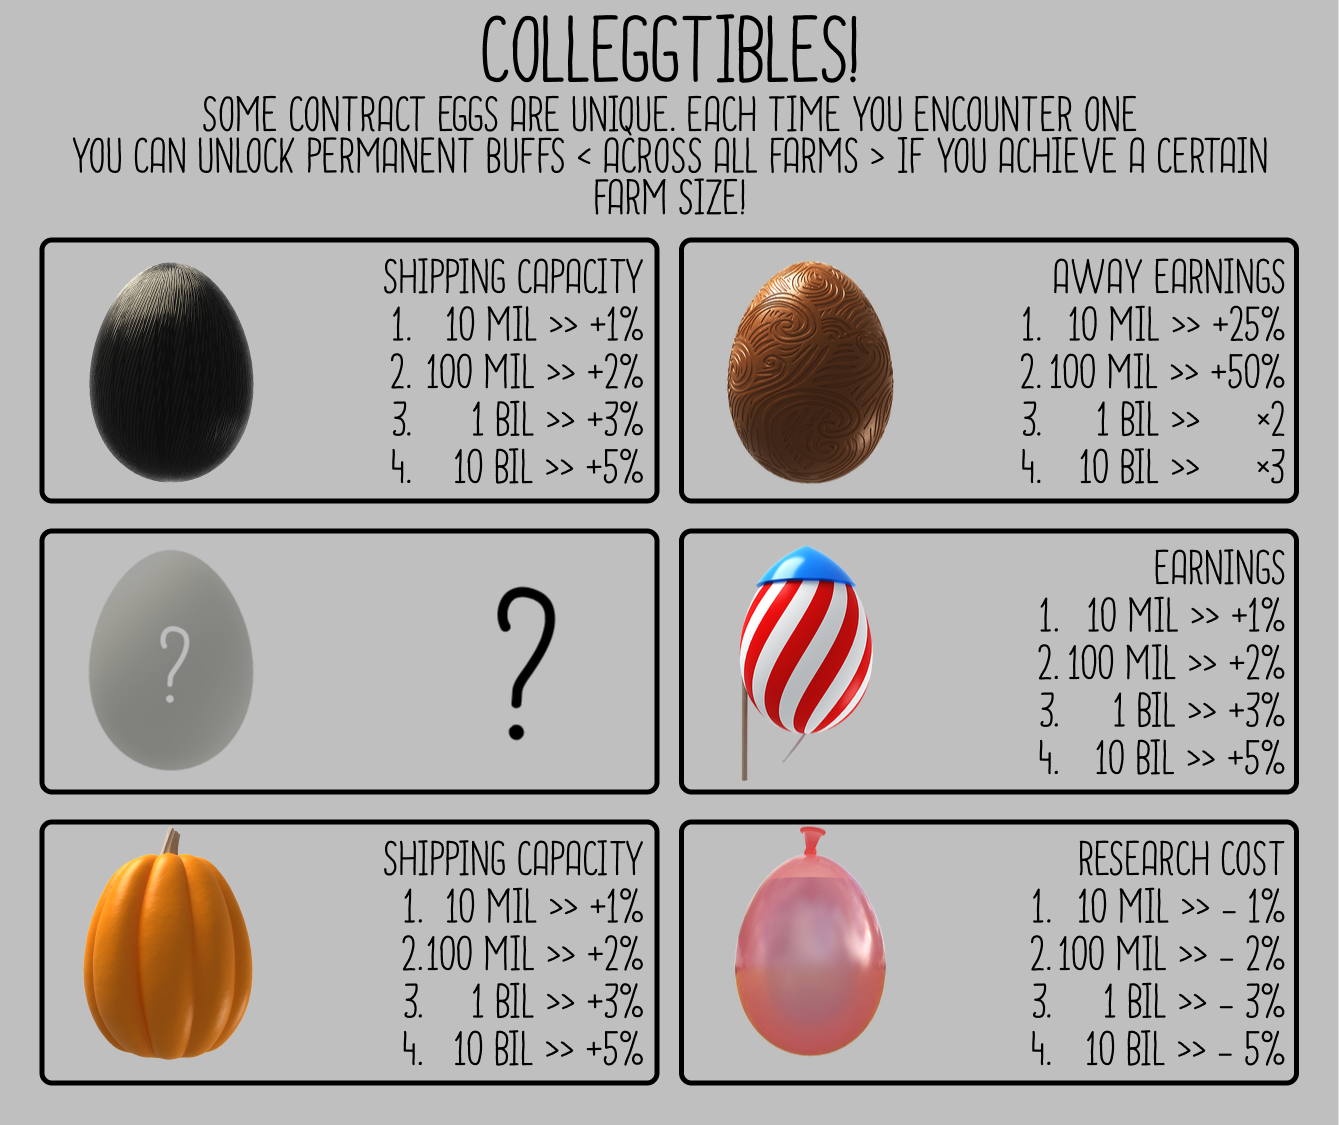 COLLEGGTIBLES!
SOME CONTRACT EGGS ARE UNIQUE. EACH TIME YOU ENCOUNTER ONE
YOU CAN UNLOCK PERMANENT BUFFS < ACROSS ALL FARMS > IF YOU ACHIEVE A CERTAIN
FARM SIZE!
SHIPPING CAPACITY
1. 10 MIL >> +1%
2. 100 MIL >> +2%
3. 1 BIL >> +3%
4. 10 BIL >> +5%
AWAY EARNINGS
1. 10 MIL >> +25%
2. 100 MIL >> +50%
3. 1 BIL >> ×2
4. 10 BIL >> ×3
?
?
EARNINGS
1. 10 MIL >> +1%
2. 100 MIL >> +2%
3. 1 BIL >> +3%
4. 10 BIL >> +5%
SHIPPING CAPACITY
1. 10 MIL >> +1%
2. 100 MIL >> +2%
3. 1 BIL >> +3%
4. 10 BIL >> +5%
RESEARCH COST
1. 10 MIL >> - 1%
2. 100 MIL >> - 2%
3. 1 BIL >> - 3%
4. 10 BIL >> - 5%